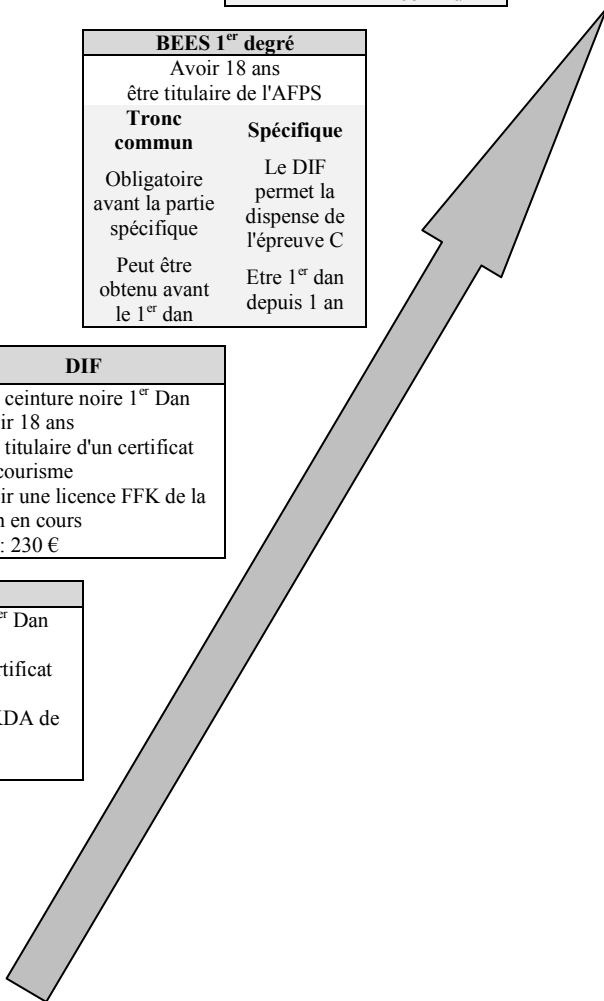 BEES 1er degré
Avoir 18 ans
être titulaire de l'AFPS
Tronc
commun
Obligatoire
avant la partie
spécifique
Peut être
obtenu avant
le 1er dan
Spécifique
Le DIF
permet la
dispense de
l'épreuve C
Etre 1er dan
depuis 1 an
DIF
ceinture noire 1er Dan
ir 18 ans
titulaire d'un certificat
courisme
ir une licence FFK de la
n en cours
: 230 €
er Dan
rtificat
KDA de